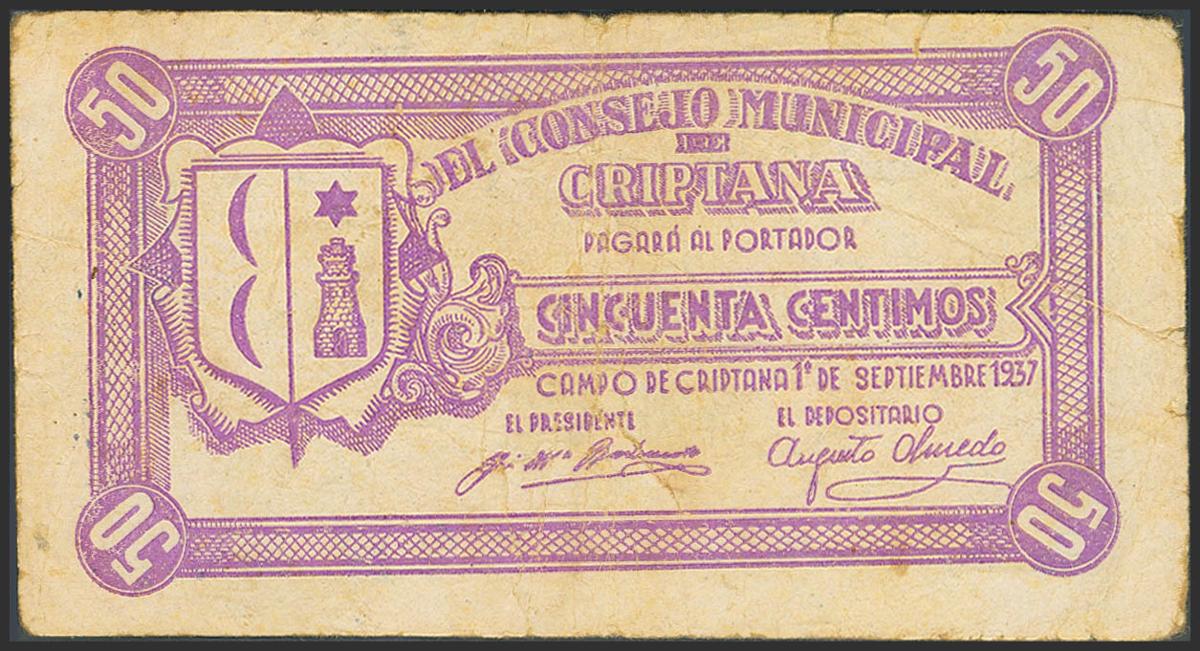 50
50
EL CONSEJO MUNICIPAL
DE
CRIPTANA
PAGARÁ AL PORTADOR
CINCUENTA CENTIMOS
CAMPO DE CRIPTANA 1º DE SEPTIEMBRE 1937
EL PRESIDENTE
EL DEPOSITARIO
Augusto Olmedo
50
50